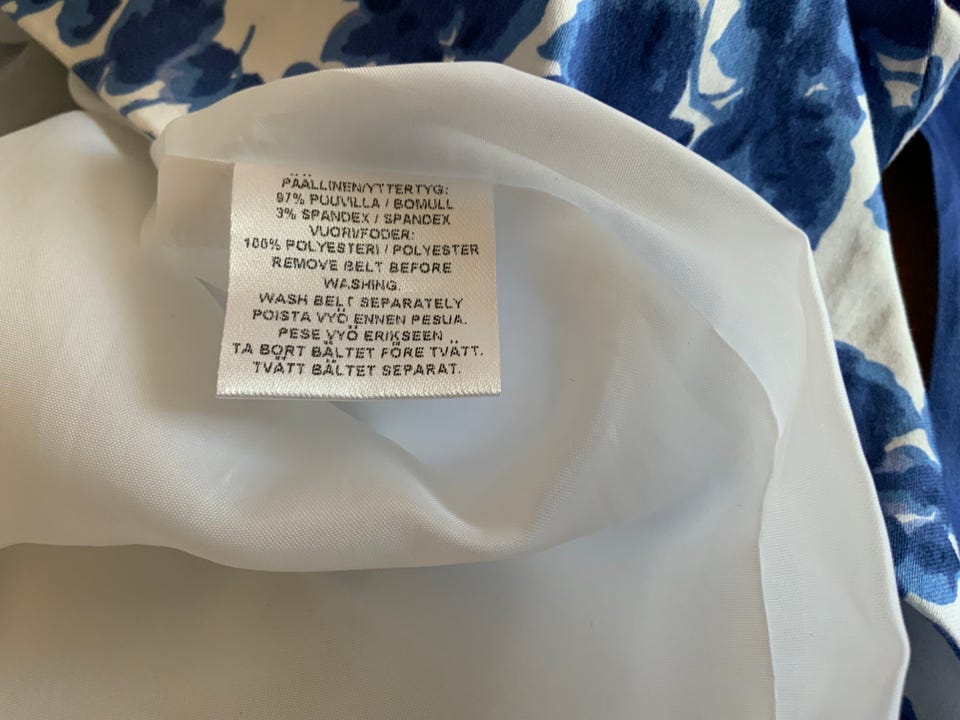 PÄÄLLINEN/YTTERTYG:
97% PUUVILLA / BOMULL
3% SPANDEX / SPANDEX
VUORI/FODER:
100% POLYESTERI / POLYESTER
REMOVE BELT BEFORE
WASHING.
WASH BELT SEPARATELY
POISTA VYÖ ENNEN PESUA.
PESE VYÖ ERIKSEEN
TA BORT BÄLTET FÖRE TVÄTT.
TVÄTT BÄLTET SEPARAT.